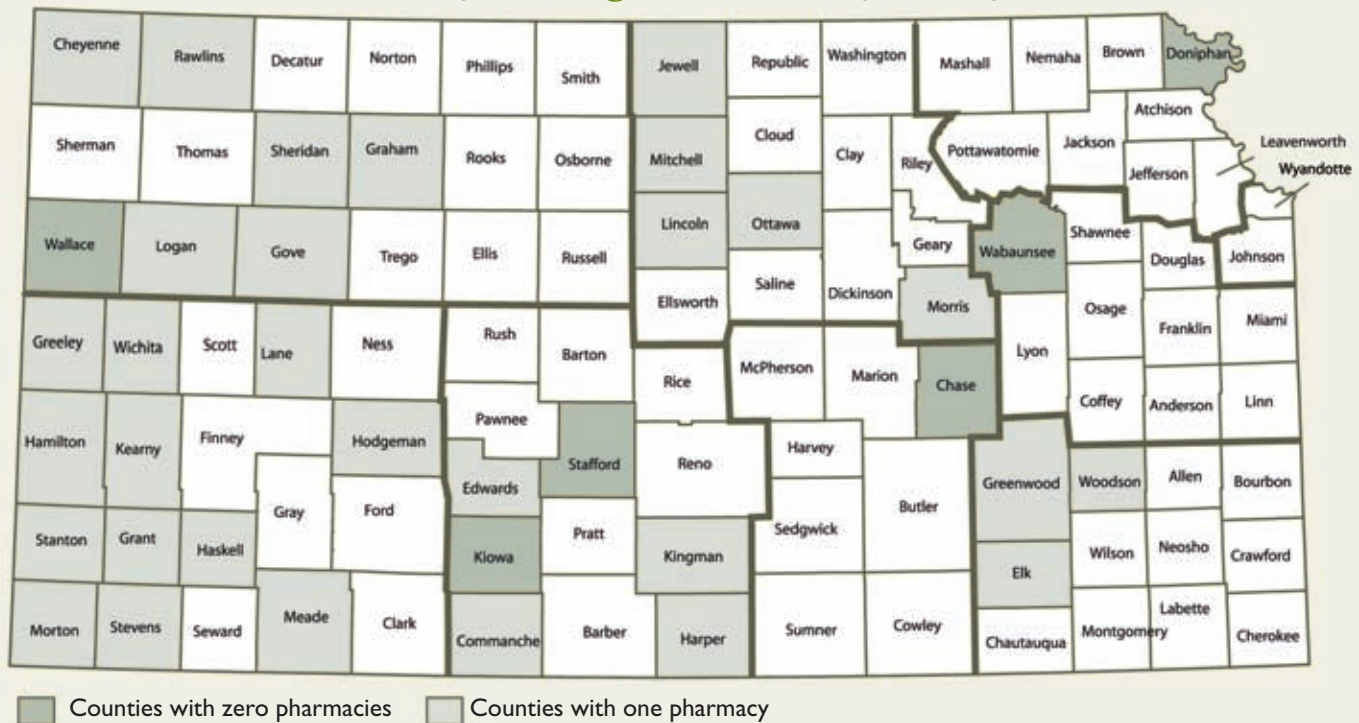 Cheyenne
Rawlins
Decatur
Norton
Phillips
Smith
Jewell
Republic
Washington
Mashall
Nemaha
Brown
Doniphan
Atchison
Sherman
Thomas
Sheridan
Graham
Rooks
Osborne
Mitchell
Cloud
Clay
Riley
Pottawatomie
Jackson
Jefferson
Leavenworth
Wyandotte
Wallace
Logan
Gove
Trego
Ellis
Russell
Lincoln
Ottawa
Saline
Dickinson
Geary
Wabaunsee
Shawnee
Douglas
Johnson
Ellsworth
Morris
Greeley
Wichita
Scott
Lane
Ness
Rush
Barton
Rice
McPherson
Marion
Chase
Lyon
Osage
Franklin
Miami
Coffey
Anderson
Linn
Hamilton
Kearny
Finney
Hodgeman
Pawnee
Edwards
Stafford
Reno
Harvey
Butler
Greenwood
Woodson
Allen
Bourbon
Stanton
Grant
Haskell
Gray
Ford
Kiowa
Pratt
Kingman
Sedgwick
Elk
Wilson
Neosho
Crawford
Morton
Stevens
Seward
Meade
Clark
Commanche
Barber
Harper
Sumner
Cowley
Chautauqua
Montgomery
Labette
Cherokee
Counties with zero pharmacies
Counties with one pharmacy